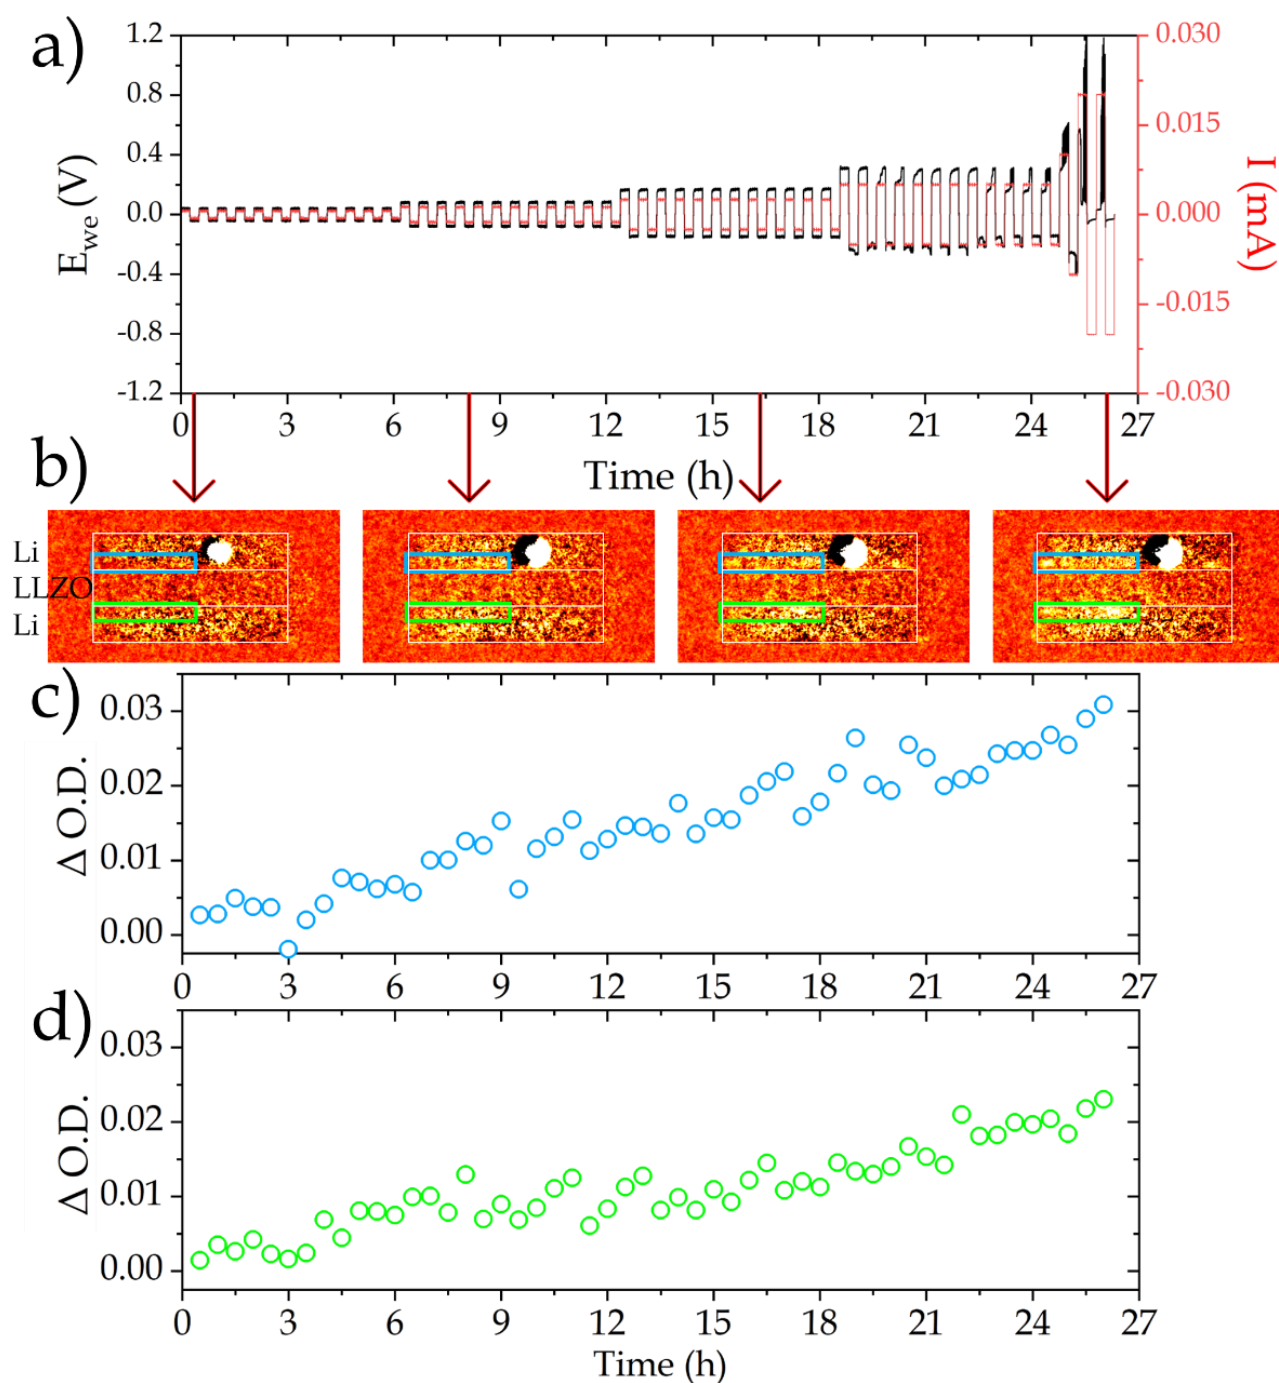 a)
1.2
0.8
0.4
0.0
-0.4
-0.8
-1.2
E_we (V)
0.030
0.015
0.000
-0.015
-0.030
I (mA)
0 3 6 9 12 15 18 21 24 27
Time (h)
b)
Li
LLZO
Li
c)
0.03
0.02
0.01
0.00
Δ O.D.
0 3 6 9 12 15 18 21 24 27
d)
0.03
0.02
0.01
0.00
Δ O.D.
0 3 6 9 12 15 18 21 24 27
Time (h)